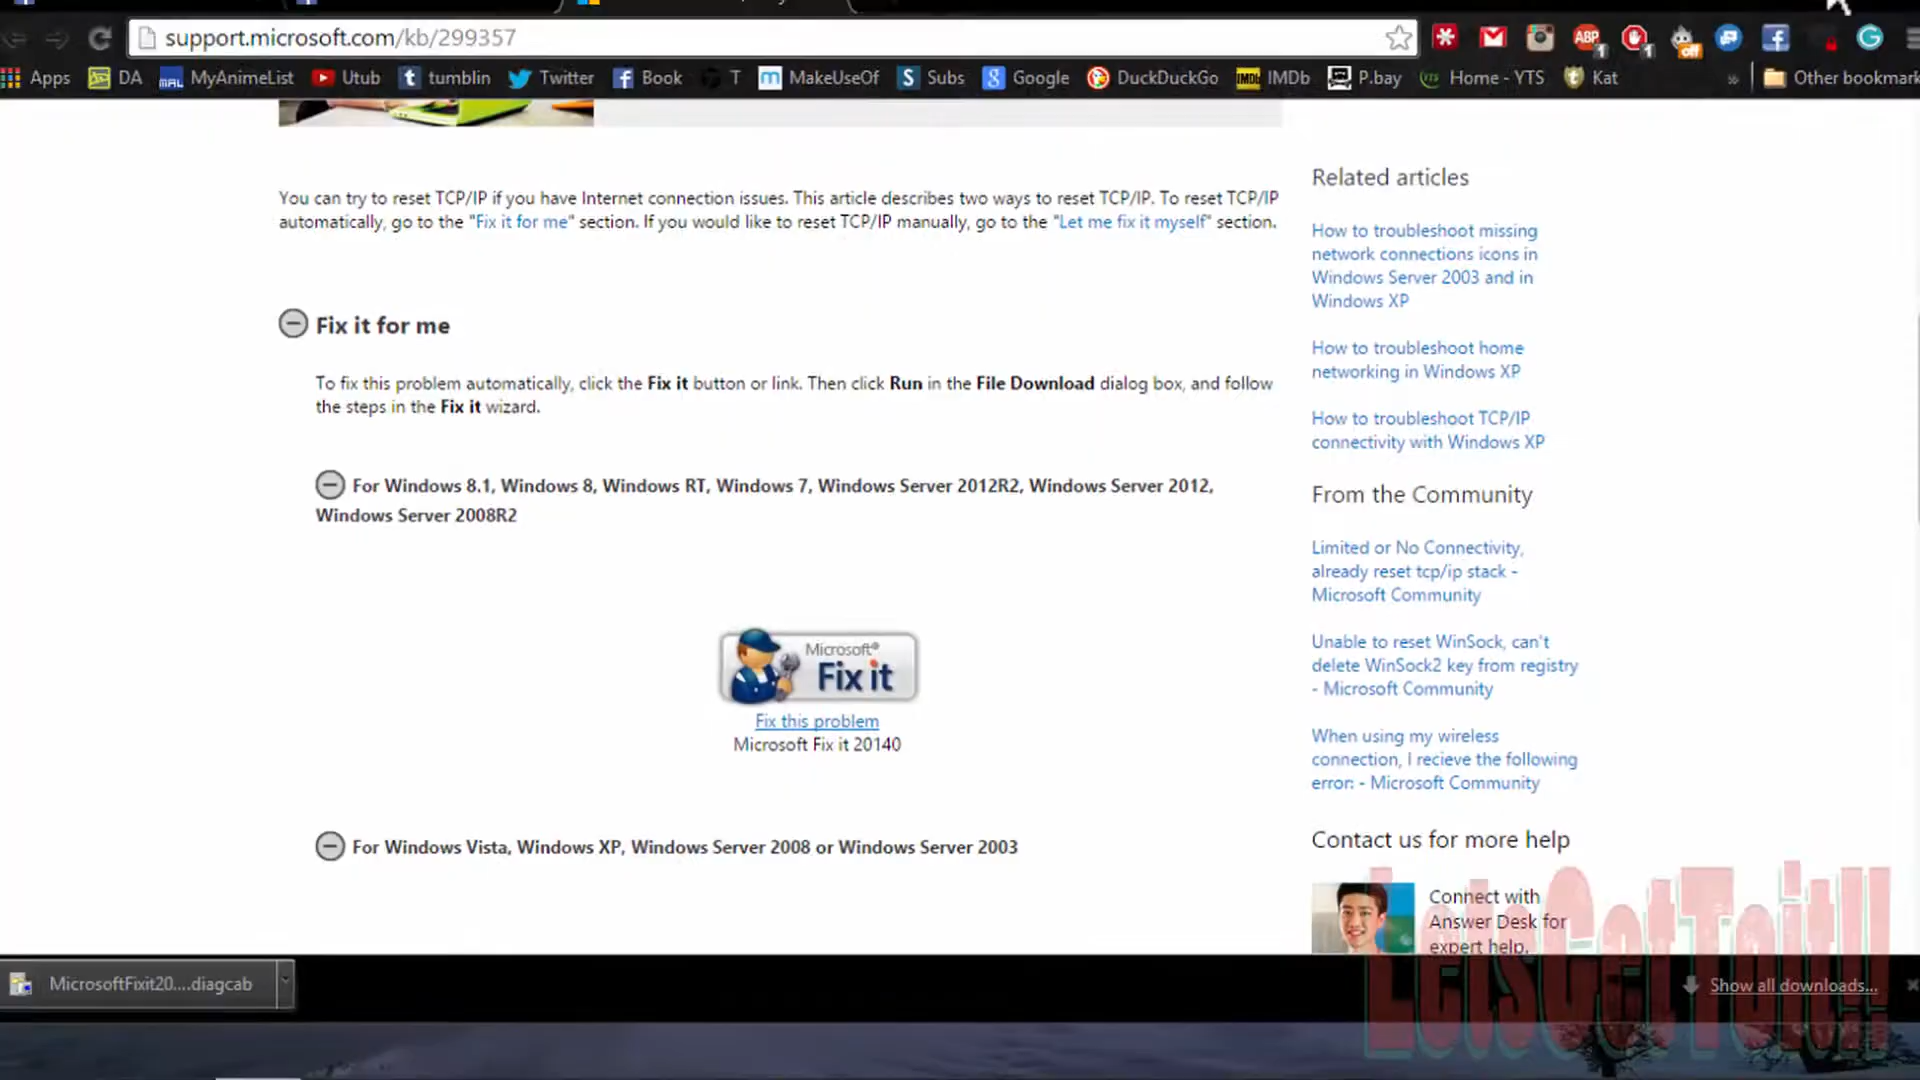 support.microsoft.com/kb/299357
ABP
off
Apps DA MyAnimeList Utub tumblin Twitter Book T MakeUseOf Subs Google DuckDuckGo IMDb P.bay Home - YTS Kat » Other bookmark
You can try to reset TCP/IP if you have Internet connection issues. This article describes two ways to reset TCP/IP. To reset TCP/IP
automatically, go to the "Fix it for me" section. If you would like to reset TCP/IP manually, go to the "Let me fix it myself" section.
Fix it for me
To fix this problem automatically, click the Fix it button or link. Then click Run in the File Download dialog box, and follow
the steps in the Fix it wizard.
For Windows 8.1, Windows 8, Windows RT, Windows 7, Windows Server 2012R2, Windows Server 2012,
Windows Server 2008R2
Microsoft®
Fix it
Fix this problem
Microsoft Fix it 20140
For Windows Vista, Windows XP, Windows Server 2008 or Windows Server 2003
Related articles
How to troubleshoot missing
network connections icons in
Windows Server 2003 and in
Windows XP
How to troubleshoot home
networking in Windows XP
How to troubleshoot TCP/IP
connectivity with Windows XP
From the Community
Limited or No Connectivity,
already reset tcp/ip stack -
Microsoft Community
Unable to reset WinSock, can't
delete WinSock2 key from registry
- Microsoft Community
When using my wireless
connection, I recieve the following
error: - Microsoft Community
Contact us for more help
Connect with
Answer Desk for
expert help.
LetsGetToit!!
MicrosoftFixit20....diagcab
Show all downloads...